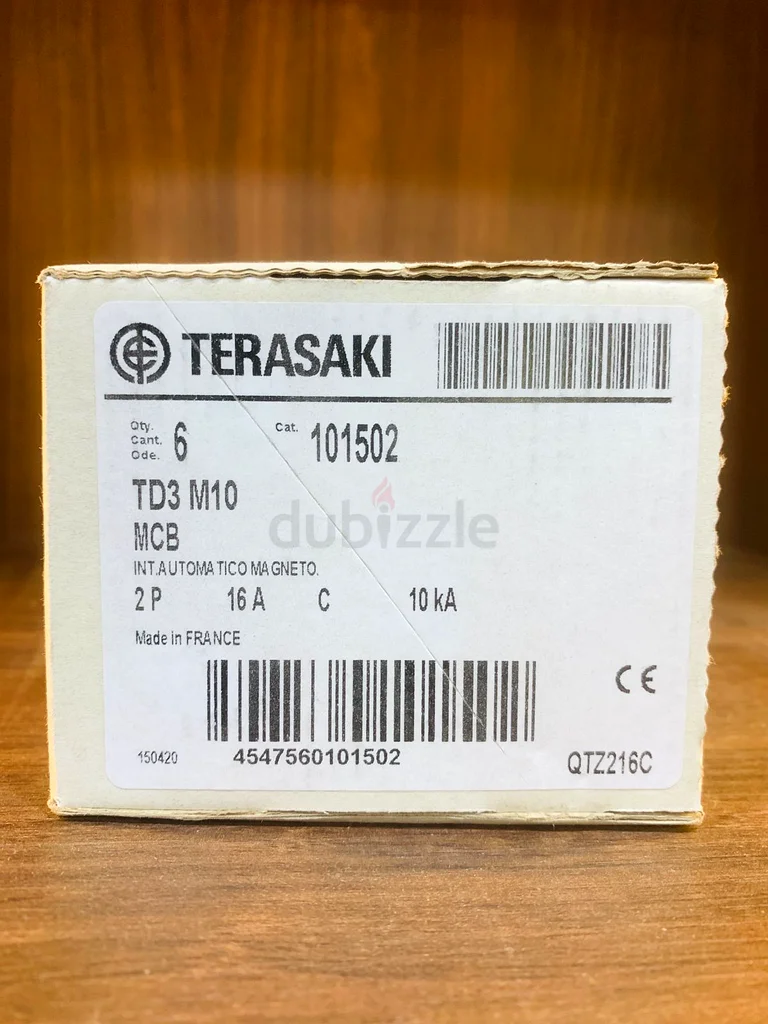 TERASAKI
Qty.
Cant. 6
Ode.
Cat. 101502
TD3 M10
MCB
INT.AUTOMATICO MAGNETO.
2 P 16 A C 10 kA
Made in FRANCE
CE
4547560101502
150420
QTZ216C
dubizzle